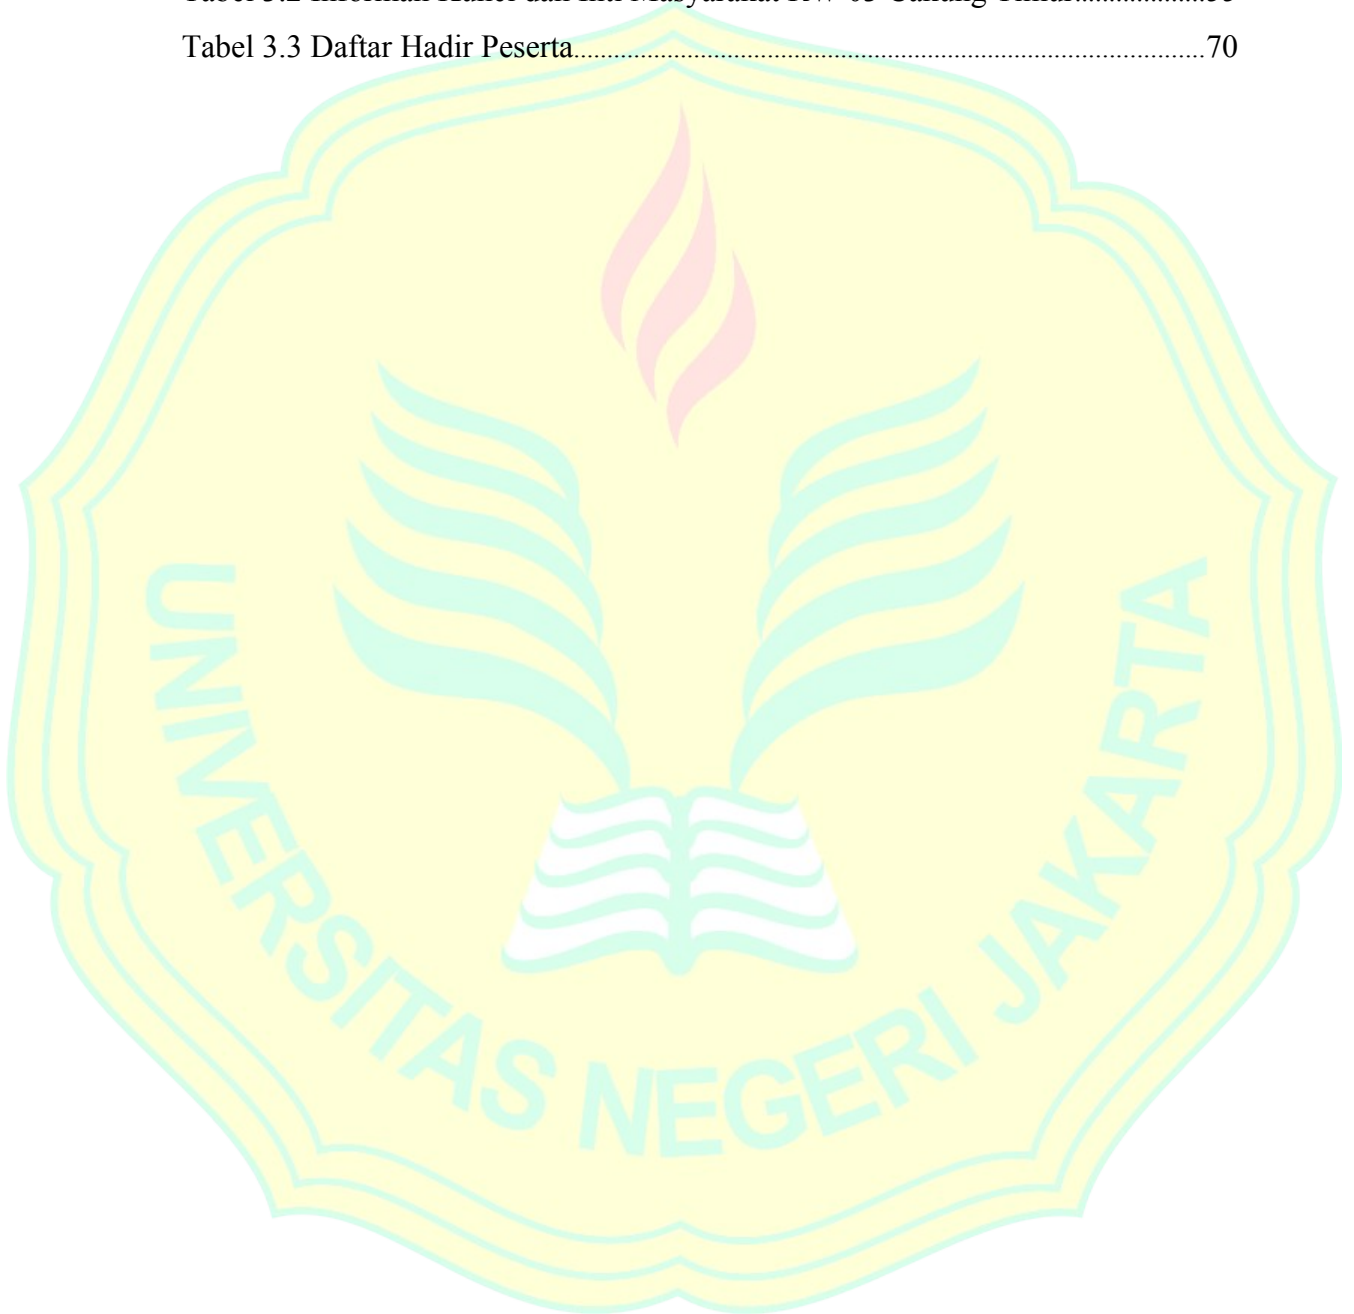 Tabel 3.2 Informan Kunci dan Inti Masyarakat RW 03 Cakung Timur
Tabel 3.3 Daftar Hadir Peserta........................................................................................70
UNIVERSITAS NEGERI JAKARTA